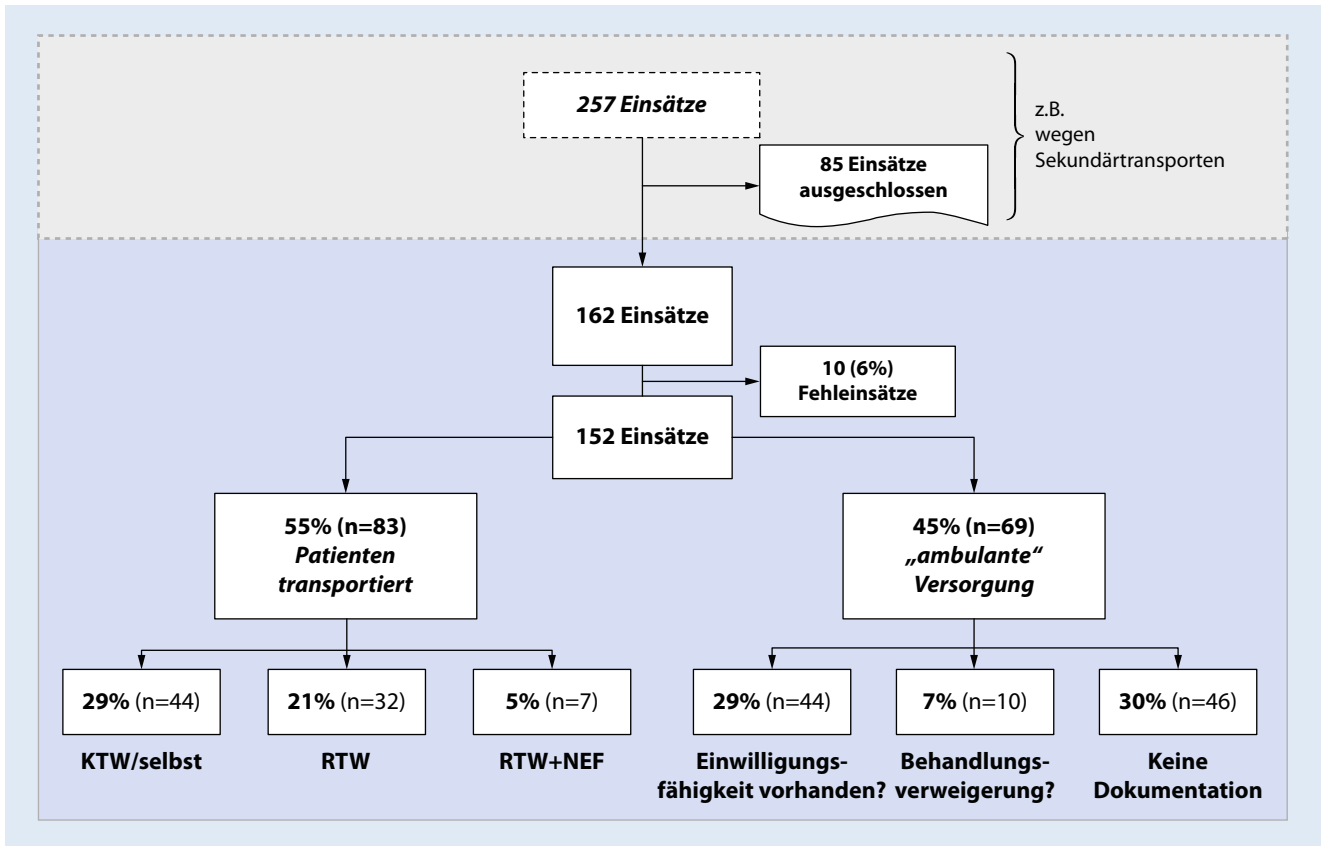 257 Einsätze
z.B.
wegen
Sekundärtransporten
85 Einsätze
ausgeschlossen
162 Einsätze
10 (6%)
Fehleinsätze
152 Einsätze
55% (n=83)
Patienten
transportiert
45% (n=69)
„ambulante“
Versorgung
29% (n=44)
21% (n=32)
5% (n=7)
29% (n=44)
7% (n=10)
30% (n=46)
KTW/selbst
RTW
RTW+NEF
Einwilligungs-
fähigkeit vorhanden?
Behandlungs-
verweigerung?
Keine
Dokumentation